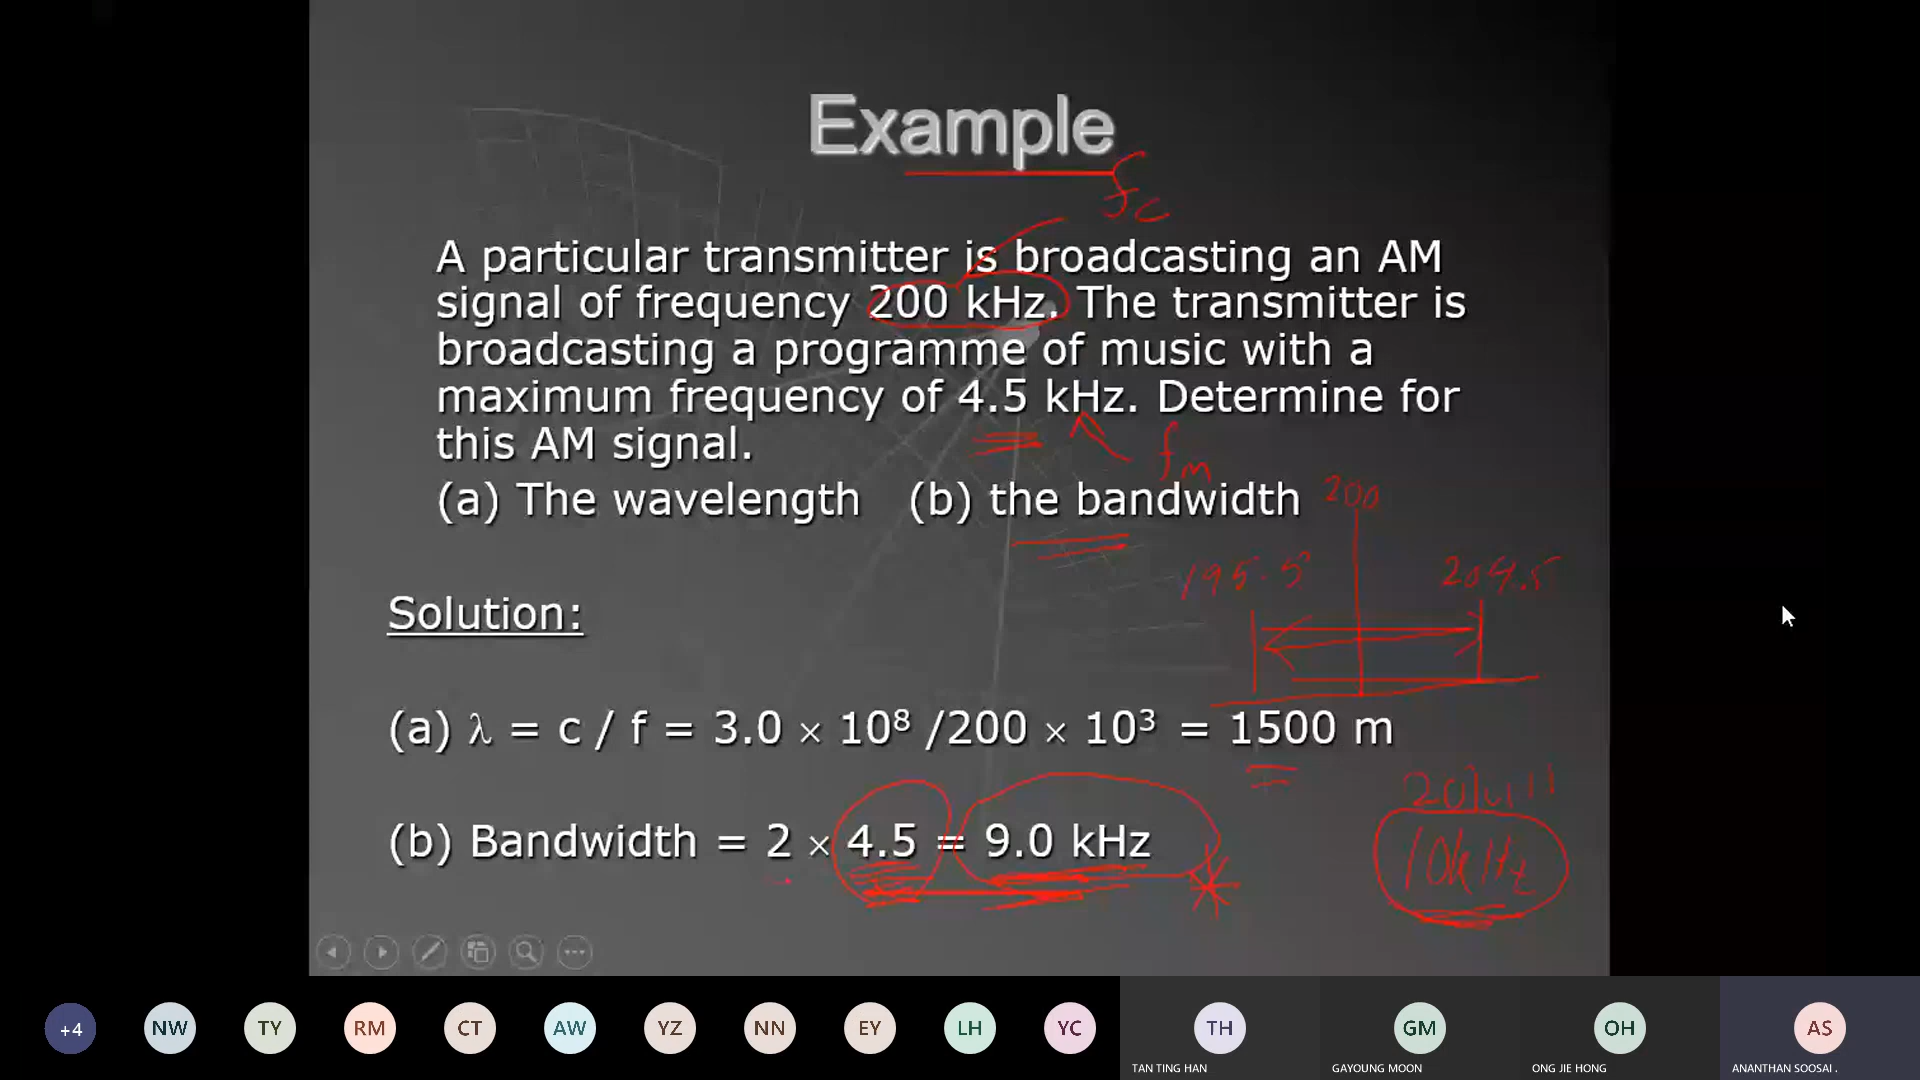 Example
fc
A particular transmitter is broadcasting an AM
signal of frequency 200 kHz. The transmitter is
broadcasting a programme of music with a
maximum frequency of 4.5 kHz. Determine for
this AM signal.
fm
(a) The wavelength (b) the bandwidth
200
195.5 204.5
Solution:
(a) λ = c / f = 3.0 × 10⁸ /200 × 10³ = 1500 m
(b) Bandwidth = 2 × 4.5 = 9.0 kHz
10kHz
+4 NW TY RM CT AW YZ NN EY LH YC TH GM OH AS
TAN TING HAN GAYOUNG MOON ONG JIE HONG ANANTHAN SOOSAI .